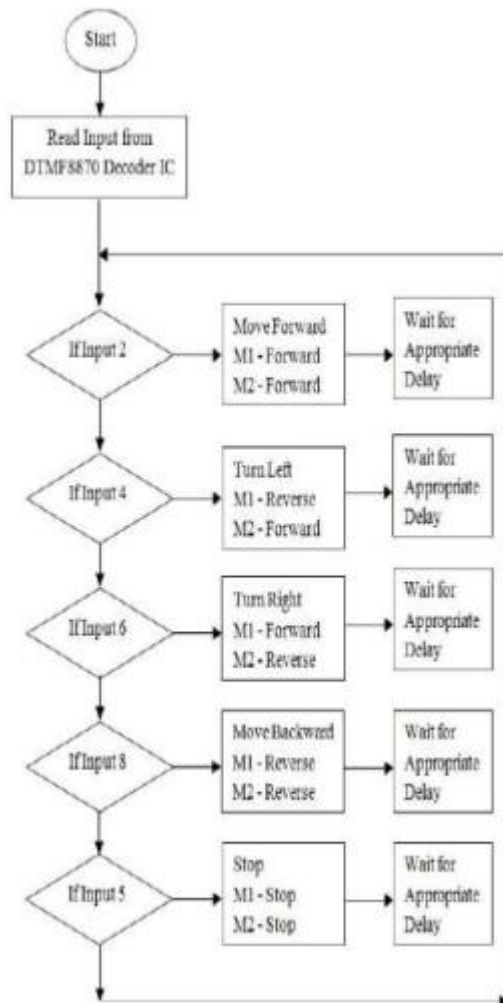 Start
Read Input from
DTMF8870 Decoder IC
If Input 2
Move Forward
M1 - Forward
M2 - Forward
Wait for
Appropriate
Delay
If Input 4
Turn Left
M1 - Reverse
M2 - Forward
Wait for
Appropriate
Delay
If Input 6
Turn Right
M1 - Forward
M2 - Reverse
Wait for
Appropriate
Delay
If Input 8
Move Backward
M1 - Reverse
M2 - Reverse
Wait for
Appropriate
Delay
If Input 5
Stop
M1 - Stop
M2 - Stop
Wait for
Appropriate
Delay